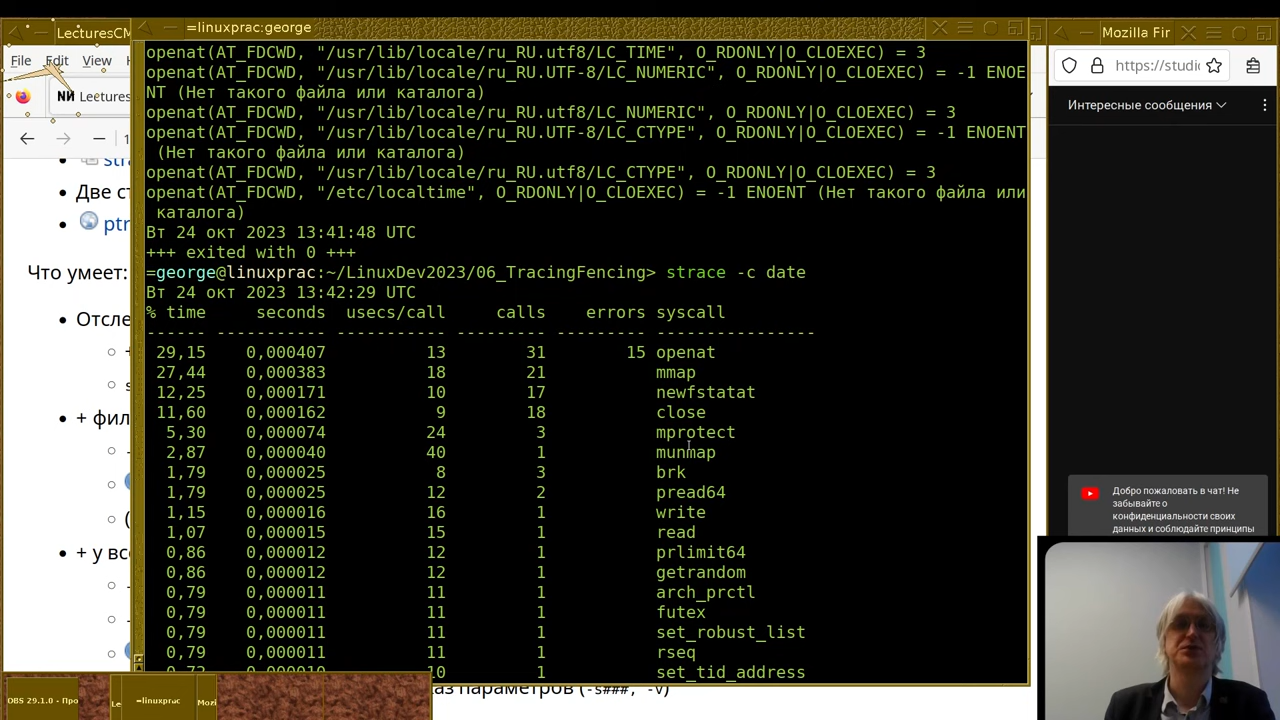 LecturesCM
=linuxprac:george
Mozilla Fir
File Edit View
Lectures
https://studi
Интересные сообщения
openat(AT_FDCWD, "/usr/lib/locale/ru_RU.utf8/LC_TIME", O_RDONLY|O_CLOEXEC) = 3
openat(AT_FDCWD, "/usr/lib/locale/ru_RU.UTF-8/LC_NUMERIC", O_RDONLY|O_CLOEXEC) = -1 ENOE
NT (Нет такого файла или каталога)
openat(AT_FDCWD, "/usr/lib/locale/ru_RU.utf8/LC_NUMERIC", O_RDONLY|O_CLOEXEC) = 3
openat(AT_FDCWD, "/usr/lib/locale/ru_RU.UTF-8/LC_CTYPE", O_RDONLY|O_CLOEXEC) = -1 ENOENT
(Нет такого файла или каталога)
openat(AT_FDCWD, "/usr/lib/locale/ru_RU.utf8/LC_CTYPE", O_RDONLY|O_CLOEXEC) = 3
openat(AT_FDCWD, "/etc/localtime", O_RDONLY|O_CLOEXEC) = -1 ENOENT (Нет такого файла или
каталога)
Вт 24 окт 2023 13:41:48 UTC
+++ exited with 0 +++
=george@linuxprac:~/LinuxDev2023/06_TracingFencing> strace -c date
Вт 24 окт 2023 13:42:29 UTC
% time seconds usecs/call calls errors syscall
------ ----------- ----------- --------- --------- ----------------
29,15 0,000407 13 31 15 openat
27,44 0,000383 18 21 mmap
12,25 0,000171 10 17 newfstatat
11,60 0,000162 9 18 close
5,30 0,000074 24 3 mprotect
2,87 0,000040 40 1 munmap
1,79 0,000025 8 3 brk
1,79 0,000025 12 2 pread64
1,15 0,000016 16 1 write
1,07 0,000015 15 1 read
0,86 0,000012 12 1 prlimit64
0,86 0,000012 12 1 getrandom
0,79 0,000011 11 1 arch_prctl
0,79 0,000011 11 1 futex
0,79 0,000011 11 1 set_robust_list
0,79 0,000011 11 1 rseq
0,72 0,000010 10 1 set_tid_address
stra
Две ст
ptr
Что умеет:
Отсле
+ фил
+ у всё
параметров (-s###, -v)
Добро пожаловать в чат! Не
забывайте о
конфиденциальности своих
данных и соблюдайте принципы
OBS 29.1.0 - Про
Le
=linuxprac
Mozi